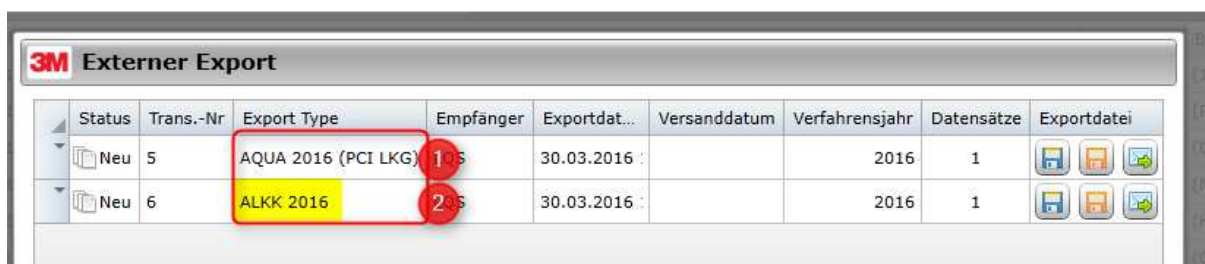 3M Externer Export
Status Trans.-Nr Export Type Empfänger Exportdat... Versanddatum Verfahrensjahr Datensätze Exportdatei
Neu 5 AQUA 2016 (PCI LKG) 1 30.03.2016 2016 1
Neu 6 ALKK 2016 2 30.03.2016 2016 1